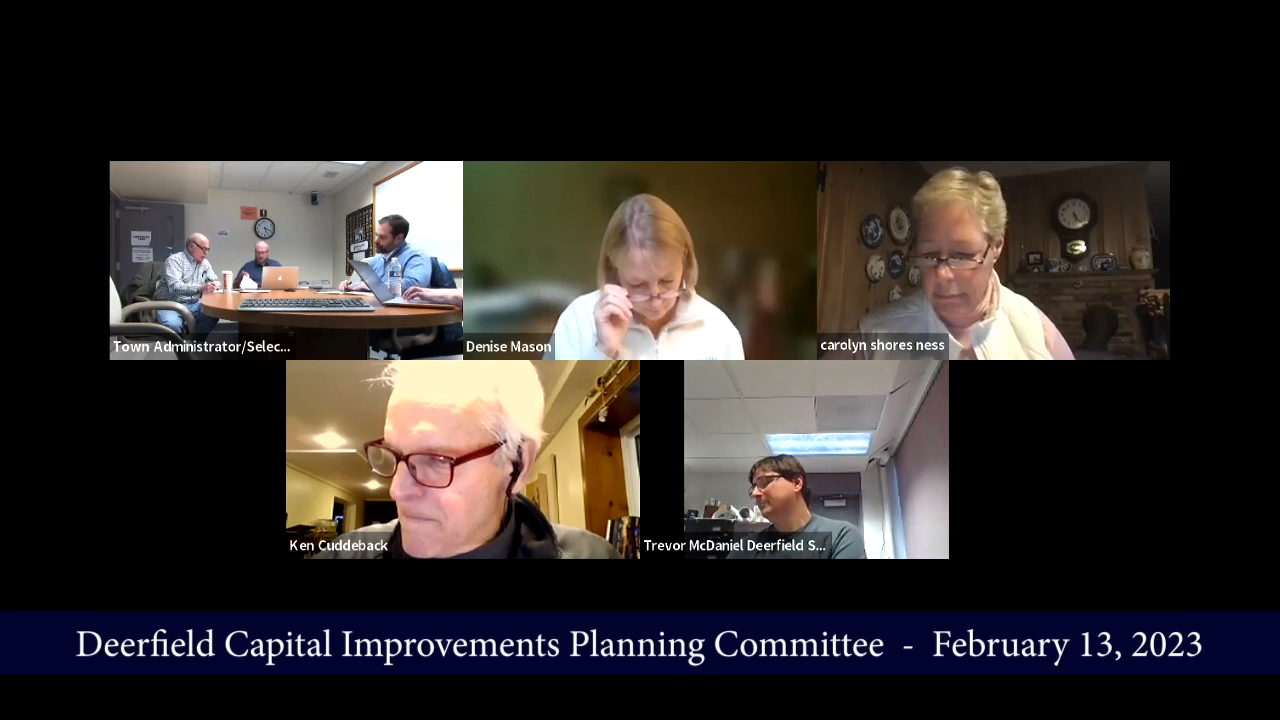 Town Administrator/Selec...
Denise Mason
carolyn shores ness
Ken Cuddeback
Trevor McDaniel Deerfield S...
Deerfield Capital Improvements Planning Committee - February 13, 2023